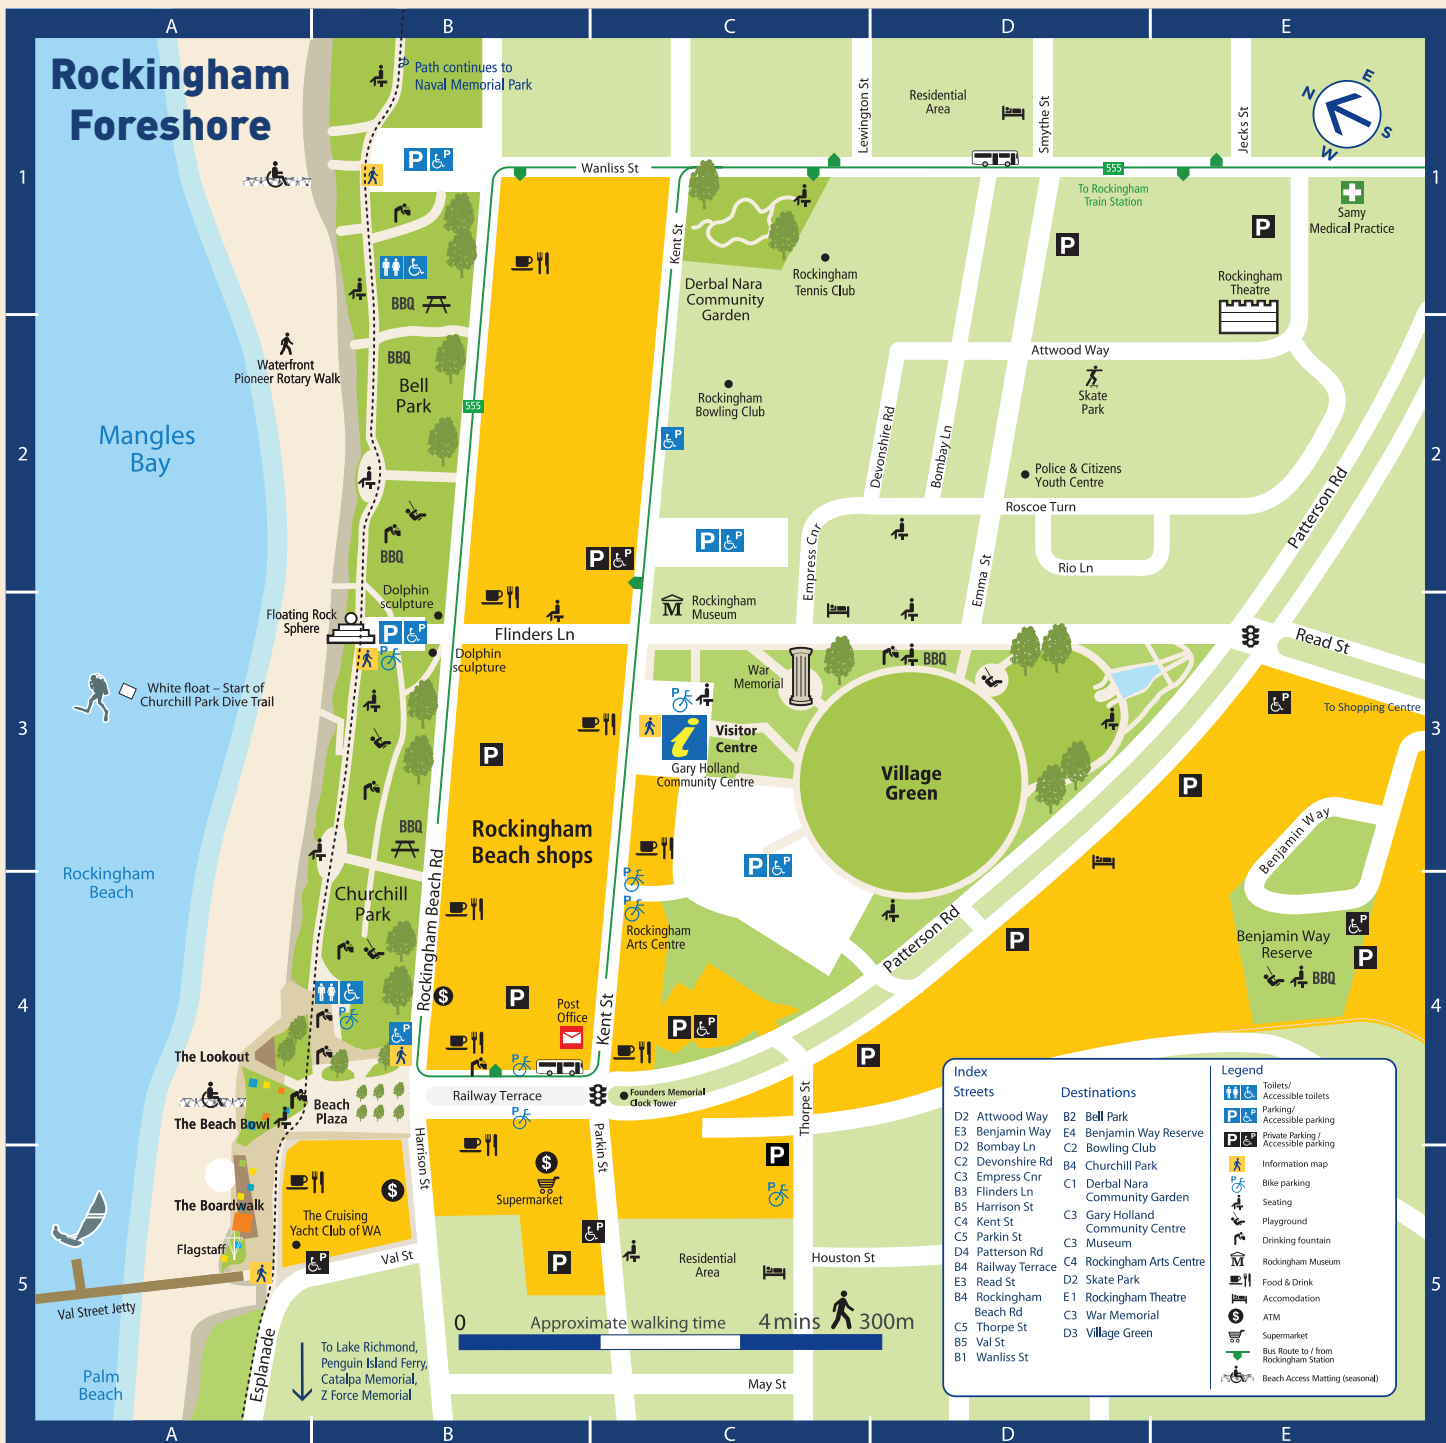 A
B
C
D
E
Rockingham
Foreshore
Path continues to
Naval Memorial Park
Lewington St
Residential
Area
Smythe St
Jecks St
N
E
S
W
1
1
P
P
Wanliss St
555
To Rockingham
Train Station
Samy
Medical Practice
P
P
Kent St
Rockingham
Tennis Club
Derbal Nara
Community
Garden
Rockingham
Theatre
BBQ
Waterfront
Pioneer Rotary Walk
BBQ
Bell
Park
555
Attwood Way
Skate
Park
Rockingham
Bowling Club
Devonshire Rd
Bombay Ln
Mangles
Bay
2
2
P
Police & Citizens
Youth Centre
Patterson Rd
Roscoe Turn
BBQ
P
P
P
P
Empress Cnr
Rio Ln
Emma St
Dolphin
sculpture
Floating Rock
Sphere
P
P
P
Flinders Ln
M
Rockingham
Museum
Read St
Dolphin
sculpture
War
Memorial
BBQ
White float – Start of
Churchill Park Dive Trail
P
To Shopping Centre
P
3
3
P
i
Visitor
Centre
Gary Holland
Community Centre
Village
Green
P
BBQ
Rockingham
Beach shops
Benjamin Way
Rockingham
Beach
Churchill
Park
Rockingham Beach Rd
P
P
P
P
Rockingham
Arts Centre
Patterson Rd
P
Benjamin Way
Reserve
P
P
BBQ
4
4
P
P
$
P
Post
Office
Kent St
P
P
P
The Lookout
P
Railway Terrace
Founders Memorial
Clock Tower
Thorpe St
The Beach Bowl
Beach
Plaza
P
Harrison St
Parkin St
P
P
$
Supermarket
The Boardwalk
$
The Cruising
Yacht Club of WA
Flagstaff
P
Val St
P
P
Residential
Area
Houston St
5
5
Val Street Jetty
0
Approximate walking time
4 mins
300m
Esplanade
To Lake Richmond,
Penguin Island Ferry,
Catalpa Memorial,
Z Force Memorial
Palm
Beach
May St
Index
Streets
D2 Attwood Way
E3 Benjamin Way
D2 Bombay Ln
C2 Devonshire Rd
C3 Empress Cnr
B3 Flinders Ln
B5 Harrison St
C4 Kent St
C5 Parkin St
D4 Patterson Rd
B4 Railway Terrace
E3 Read St
B4 Rockingham
Beach Rd
C5 Thorpe St
B5 Val St
B1 Wanliss St
Destinations
B2 Bell Park
E4 Benjamin Way Reserve
C2 Bowling Club
B4 Churchill Park
C1 Derbal Nara
Community Garden
C3 Gary Holland
Community Centre
C3 Museum
C4 Rockingham Arts Centre
D2 Skate Park
E1 Rockingham Theatre
C3 War Memorial
D3 Village Green
Legend
Toilets/
Accessible toilets
P
P
Parking/
Accessible parking
P
P
Private Parking /
Accessible parking
Information map
P
Bike parking
Seating
Playground
Drinking fountain
M
Rockingham Museum
Food & Drink
Accomodation
$
ATM
Supermarket
Bus Route to / from
Rockingham Station
Beach Access Matting (seasonal)
A
B
C
D
E